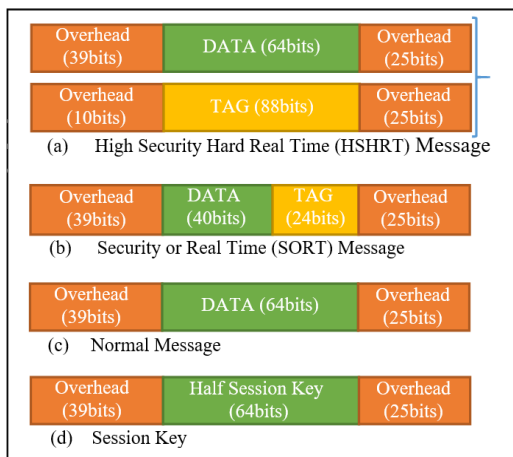 Overhead DATA (64bits) Overhead
(39bits) (25bits)
Overhead TAG (88bits) Overhead
(10bits) (25bits)
(a) High Security Hard Real Time (HSHRT) Message
Overhead DATA TAG Overhead
(39bits) (40bits) (24bits) (25bits)
(b) Security or Real Time (SORT) Message
Overhead DATA (64bits) Overhead
(39bits) (25bits)
(c) Normal Message
Overhead Half Session Key Overhead
(39bits) (64bits) (25bits)
(d) Session Key